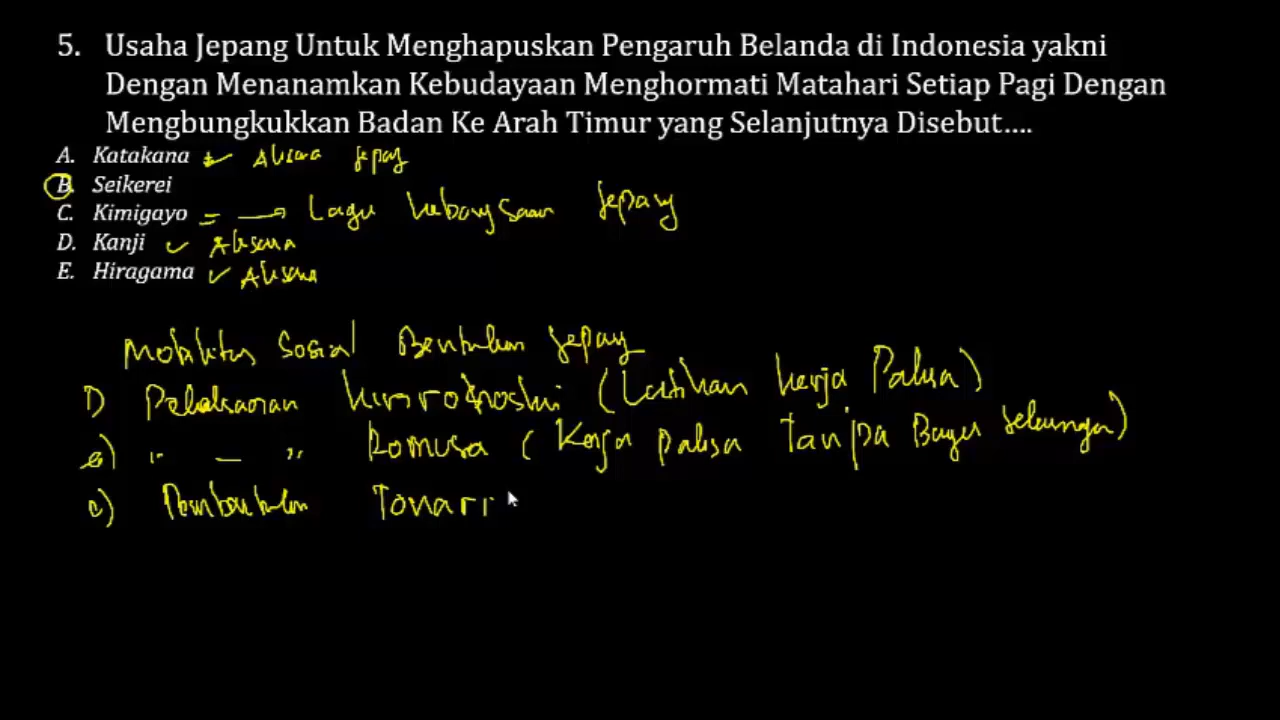 5. Usaha Jepang Untuk Menghapuskan Pengaruh Belanda di Indonesia yakni
Dengan Menanamkan Kebudayaan Menghormati Matahari Setiap Pagi Dengan
Mengbungkukkan Badan Ke Arah Timur yang Selanjutnya Disebut....
A. Katakana Aksara Jepang
B. Seikerei
C. Kimigayo = → Lagu kebangsaan Jepang
D. Kanji ✓ Aksara
E. Hiragama ✓ Aksara
Mobilitas Sosial Bentukan Jepang
1) Pelaksanaan Kinrohoshi (Latihan kerja Paksa)
2) " — " Romusa (Kerja paksa Tanpa Bayar
) Pembentukan Tonari